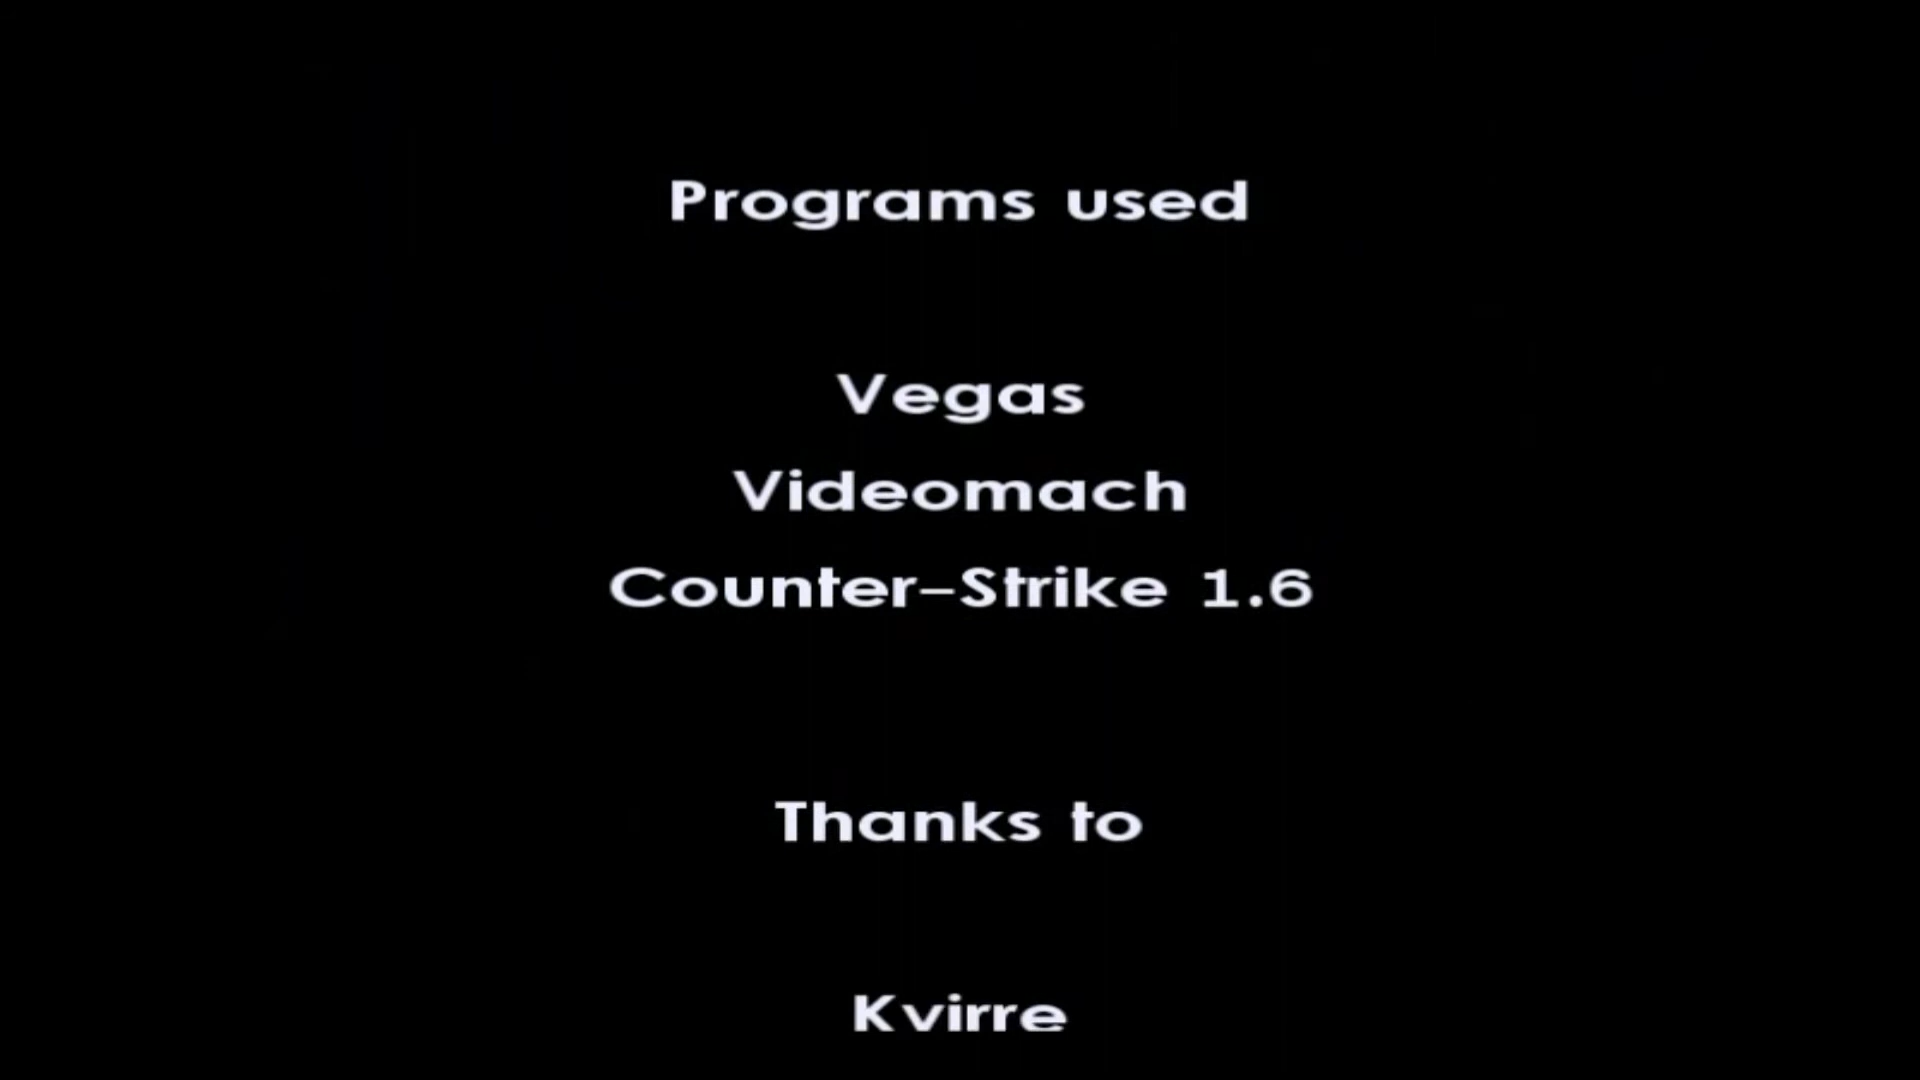 Programs used
Vegas
Videomach
Counter-Strike 1.6
Thanks to
Kvirre